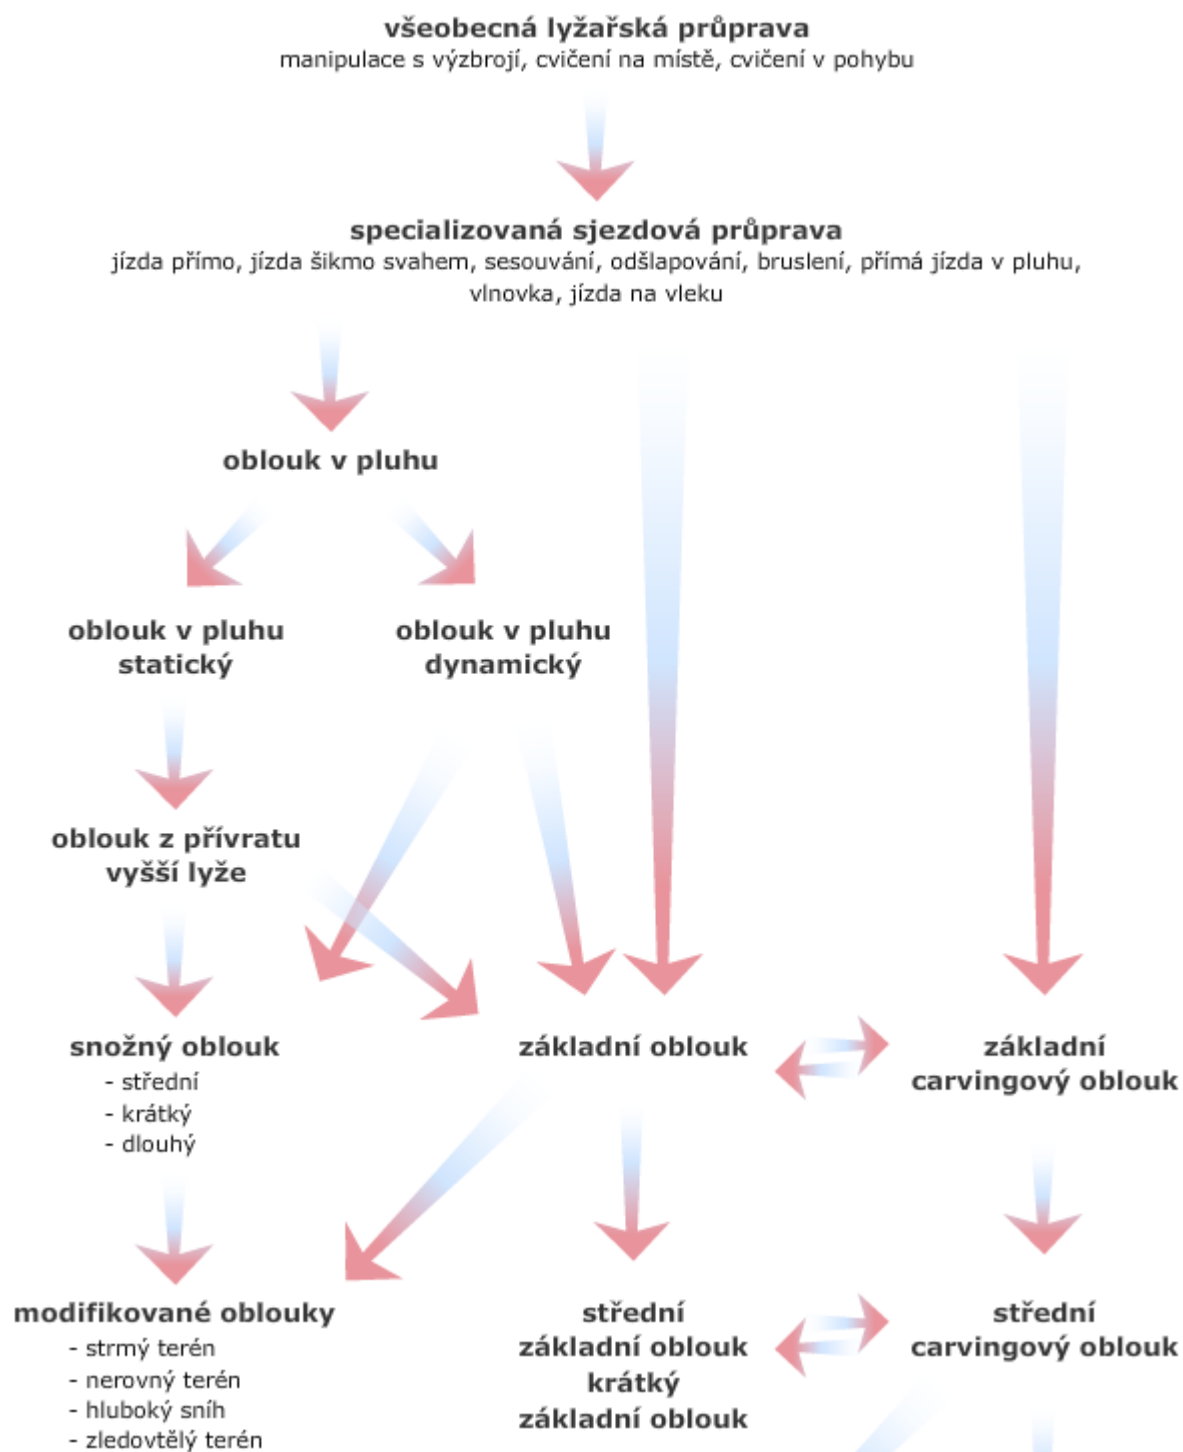 všeobecná lyžařská průprava
manipulace s výzbrojí, cvičení na místě, cvičení v pohybu
specializovaná sjezdová průprava
jízda přímo, jízda šikmo svahem, sesouvání, odšlapování, bruslení, přímá jízda v pluhu,
vlnovka, jízda na vleku
oblouk v pluhu
oblouk v pluhu
statický
oblouk v pluhu
dynamický
oblouk z přívratu
vyšší lyže
snožný oblouk
- střední
- krátký
- dlouhý
základní oblouk
základní
carvingový oblouk
modifikované oblouky
- strmý terén
- nerovný terén
- hluboký sníh
- zledovtělý terén
střední
základní oblouk
krátký
základní oblouk
střední
carvingový oblouk